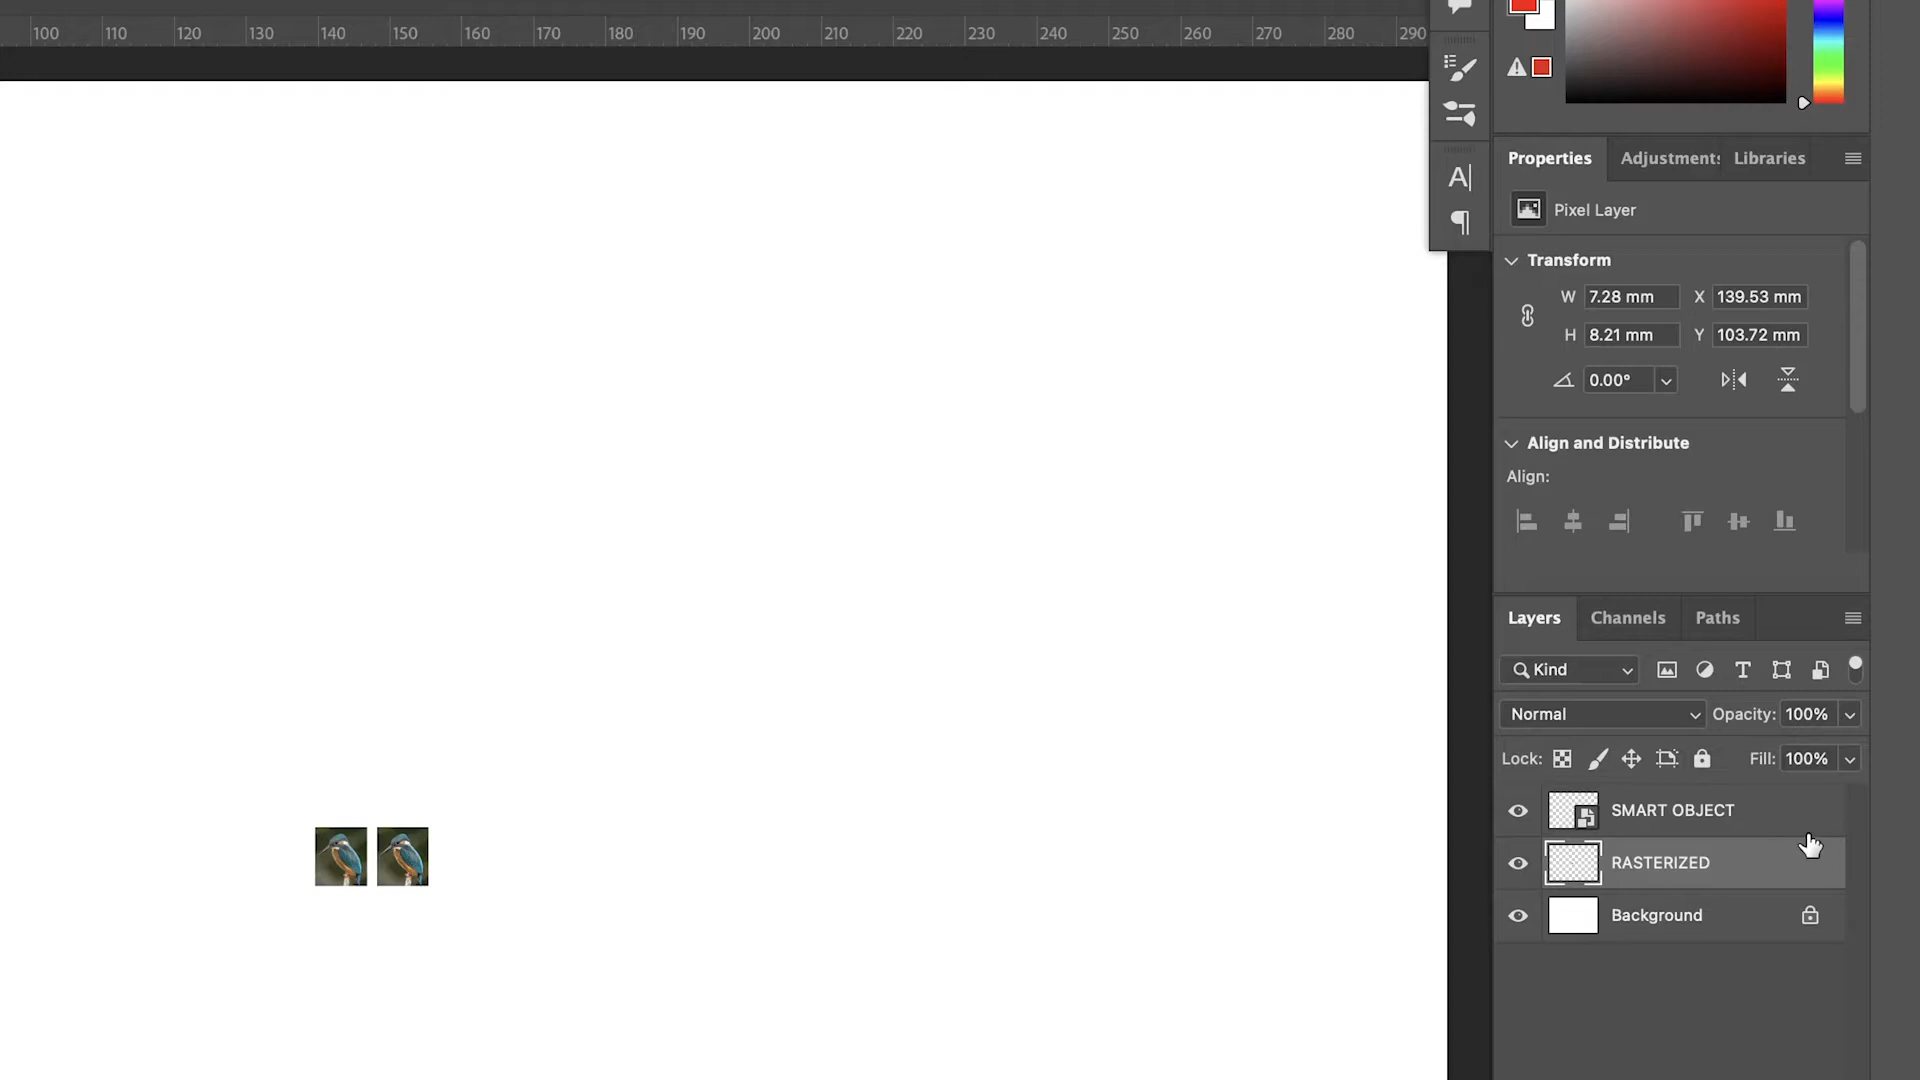 100 110 120 130 140 150 160 170 180 190 200 210 220 230 240 250 260 270 280 290
Properties Adjustments Libraries
Pixel Layer
Transform
W 7.28 mm X 139.53 mm
H 8.21 mm Y 103.72 mm
0.00°
Align and Distribute
Align:
Layers Channels Paths
Kind
Normal Opacity: 100%
Lock: Fill: 100%
SMART OBJECT
RASTERIZED
Background